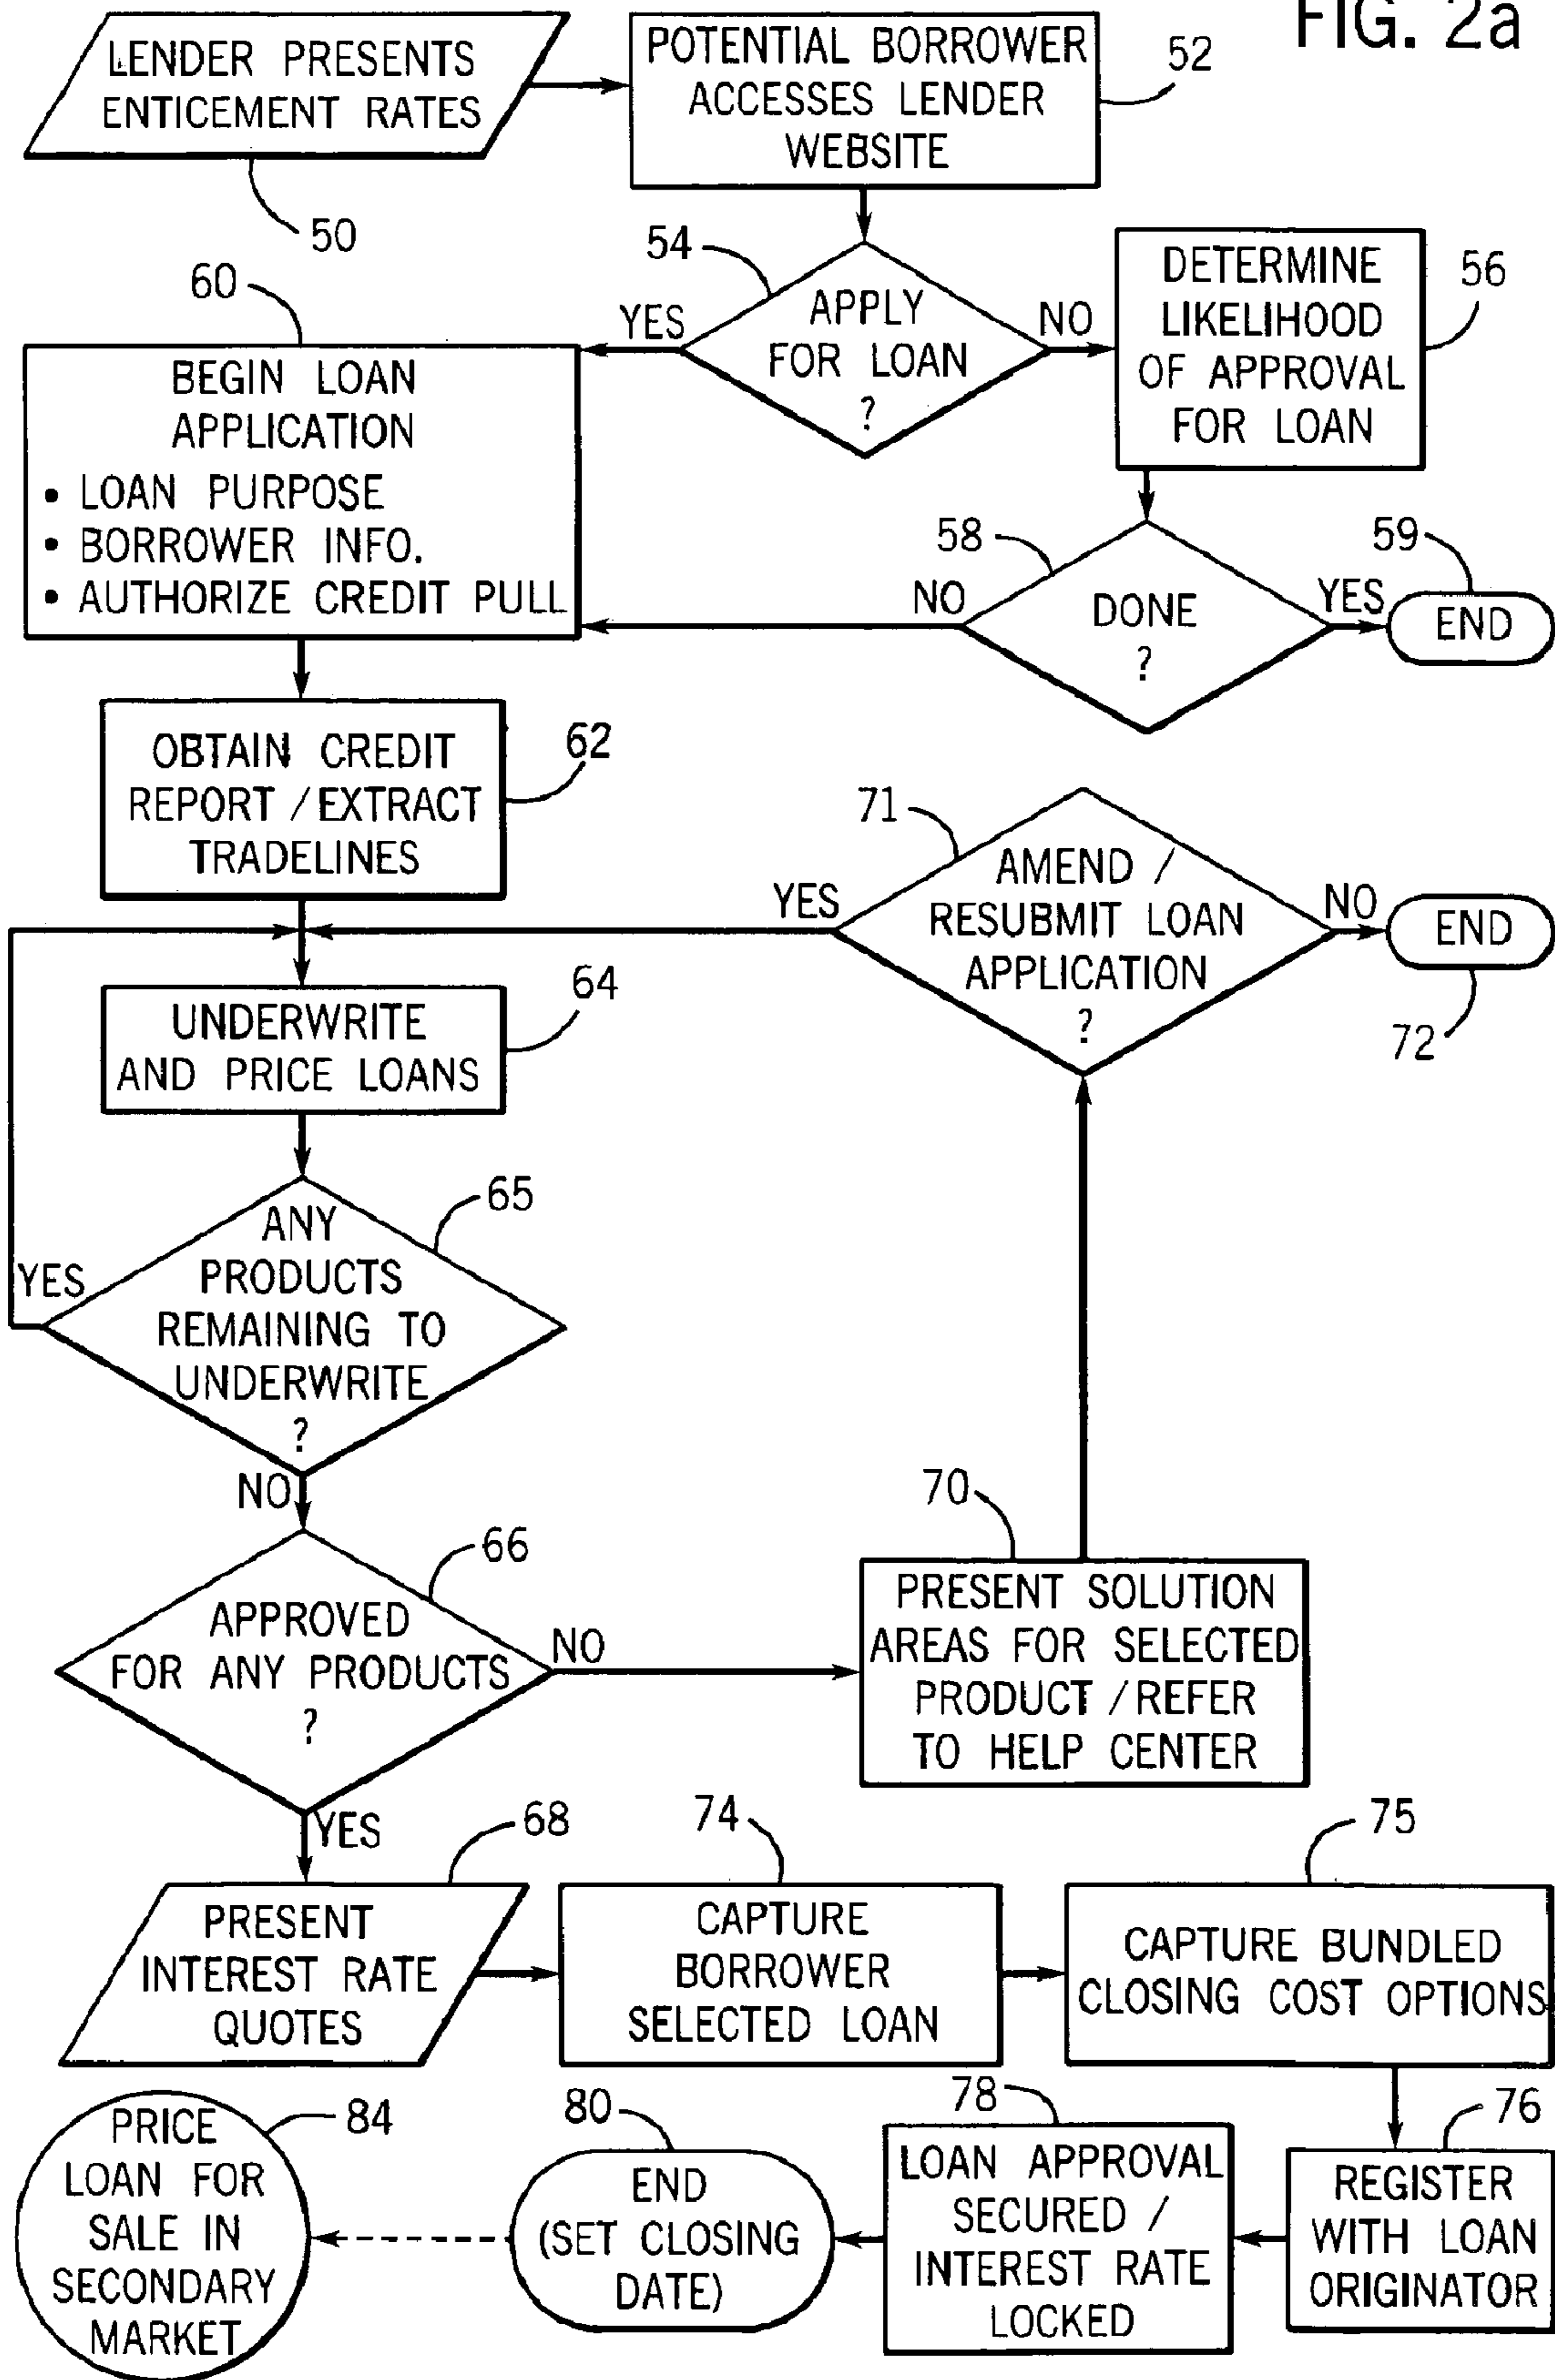 FIG. 2a
LENDER PRESENTS
ENTICEMENT RATES
50
POTENTIAL BORROWER
ACCESSES LENDER
WEBSITE
52
54
APPLY
FOR LOAN
?
YES
NO
DETERMINE
LIKELIHOOD
OF APPROVAL
FOR LOAN
56
60
BEGIN LOAN
APPLICATION
• LOAN PURPOSE
• BORROWER INFO.
• AUTHORIZE CREDIT PULL
58
DONE
?
NO
YES
59
END
OBTAIN CREDIT
REPORT / EXTRACT
TRADELINES
62
71
AMEND /
RESUBMIT LOAN
APPLICATION
?
YES
NO
END
72
UNDERWRITE
AND PRICE LOANS
64
65
ANY
PRODUCTS
REMAINING TO
UNDERWRITE
?
YES
NO
66
APPROVED
FOR ANY PRODUCTS
?
NO
YES
70
PRESENT SOLUTION
AREAS FOR SELECTED
PRODUCT / REFER
TO HELP CENTER
68
PRESENT
INTEREST RATE
QUOTES
74
CAPTURE
BORROWER
SELECTED LOAN
75
CAPTURE BUNDLED
CLOSING COST OPTIONS
76
REGISTER
WITH LOAN
ORIGINATOR
78
LOAN APPROVAL
SECURED /
INTEREST RATE
LOCKED
80
END
(SET CLOSING
DATE)
84
PRICE
LOAN FOR
SALE IN
SECONDARY
MARKET